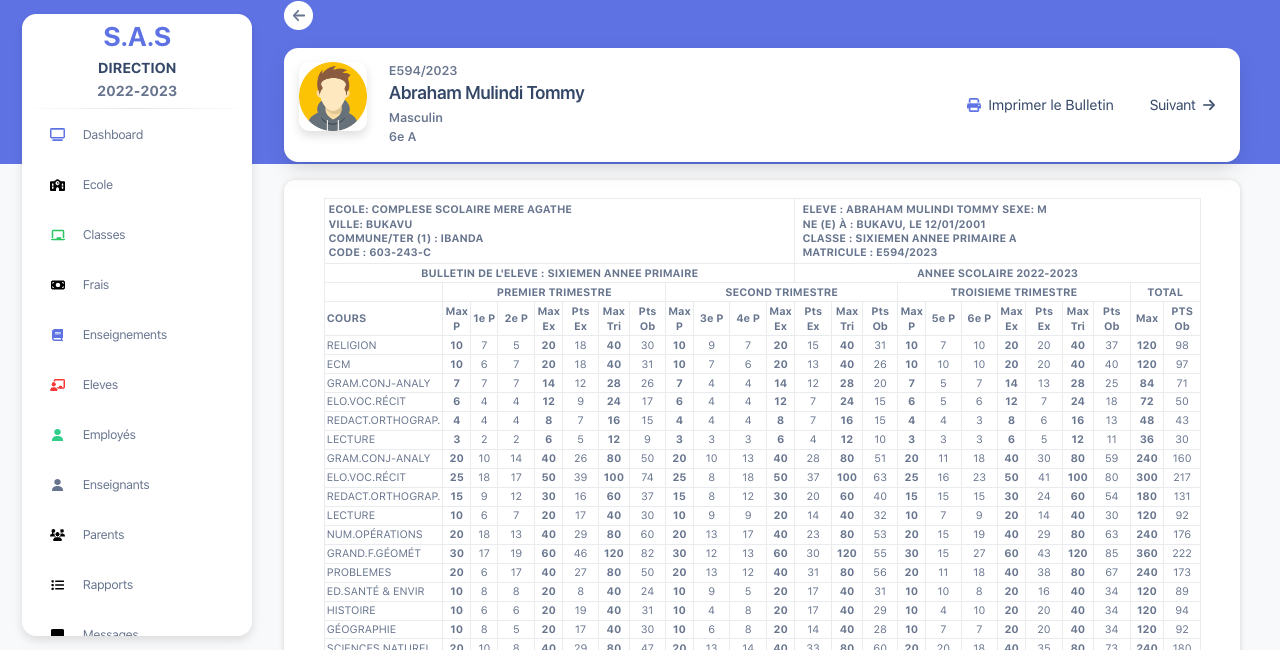 S.A.S
DIRECTION
2022-2023
Dashboard
Ecole
Classes
Frais
Enseignements
Eleves
Employés
Enseignants
Parents
Rapports
Messages
E594/2023
Abraham Mulindi Tommy
Masculin
6e A
Imprimer le Bulletin
Suivant
ECOLE: COMPLESE SCOLAIRE MERE AGATHE
VILLE: BUKAVU
COMMUNE/TER (1) : IBANDA
CODE : 603-243-C
ELEVE : ABRAHAM MULINDI TOMMY SEXE: M
NE (E) À : BUKAVU, LE 12/01/2001
CLASSE : SIXIEMEN ANNEE PRIMAIRE A
MATRICULE : E594/2023
BULLETIN DE L'ELEVE : SIXIEMEN ANNEE PRIMAIRE ANNEE SCOLAIRE 2022-2023
PREMIER TRIMESTRE SECOND TRIMESTRE TROISIEME TRIMESTRE TOTAL
COURS Max P 1e P 2e P Max Ex Pts Ex Max Tri Pts Ob Max P 3e P 4e P Max Ex Pts Ex Max Tri Pts Ob Max P 5e P 6e P Max Ex Pts Ex Max Tri Pts Ob Max PTS Ob
RELIGION 10 7 5 20 18 40 30 10 9 7 20 15 40 31 10 7 10 20 20 40 37 120 98
ECM 10 6 7 20 18 40 31 10 7 6 20 13 40 26 10 10 10 20 20 40 40 120 97
GRAM.CONJ-ANALY 7 7 7 14 12 28 26 7 4 4 14 12 28 20 7 5 7 14 13 28 25 84 71
ELO.VOC.RÉCIT 6 4 4 12 9 24 17 6 4 4 12 7 24 15 6 5 6 12 7 24 18 72 50
REDACT.ORTHOGRAP. 4 4 4 8 7 16 15 4 4 4 8 7 16 15 4 4 3 8 6 16 13 48 43
LECTURE 3 2 2 6 5 12 9 3 3 3 6 4 12 10 3 3 3 6 5 12 11 36 30
GRAM.CONJ-ANALY 20 10 14 40 26 80 50 20 10 13 40 28 80 51 20 11 18 40 30 80 59 240 160
ELO.VOC.RÉCIT 25 18 17 50 39 100 74 25 8 18 50 37 100 63 25 16 23 50 41 100 80 300 217
REDACT.ORTHOGRAP. 15 9 12 30 16 60 37 15 8 12 30 20 60 40 15 15 15 30 24 60 54 180 131
LECTURE 10 6 7 20 17 40 30 10 9 9 20 14 40 32 10 7 9 20 14 40 30 120 92
NUM.OPÉRATIONS 20 18 13 40 29 80 60 20 13 17 40 23 80 53 20 15 19 40 29 80 63 240 176
GRAND.F.GÉOMÉT 30 17 19 60 46 120 82 30 12 13 60 30 120 55 30 15 27 60 43 120 85 360 222
PROBLEMES 20 6 17 40 27 80 50 20 13 12 40 31 80 56 20 11 18 40 38 80 67 240 173
ED.SANTÉ & ENVIR 10 8 8 20 8 40 24 10 9 5 20 17 40 31 10 10 8 20 16 40 34 120 89
HISTOIRE 10 6 6 20 19 40 31 10 4 8 20 17 40 29 10 4 10 20 20 40 34 120 94
GÉOGRAPHIE 10 8 5 20 17 40 30 10 6 8 20 14 40 28 10 7 7 20 20 40 34 120 92
SCIENCES NATUREL 20 10 8 40 29 80 47 20 13 14 40 33 80 60 20 20 18 40 35 80 73 240 180